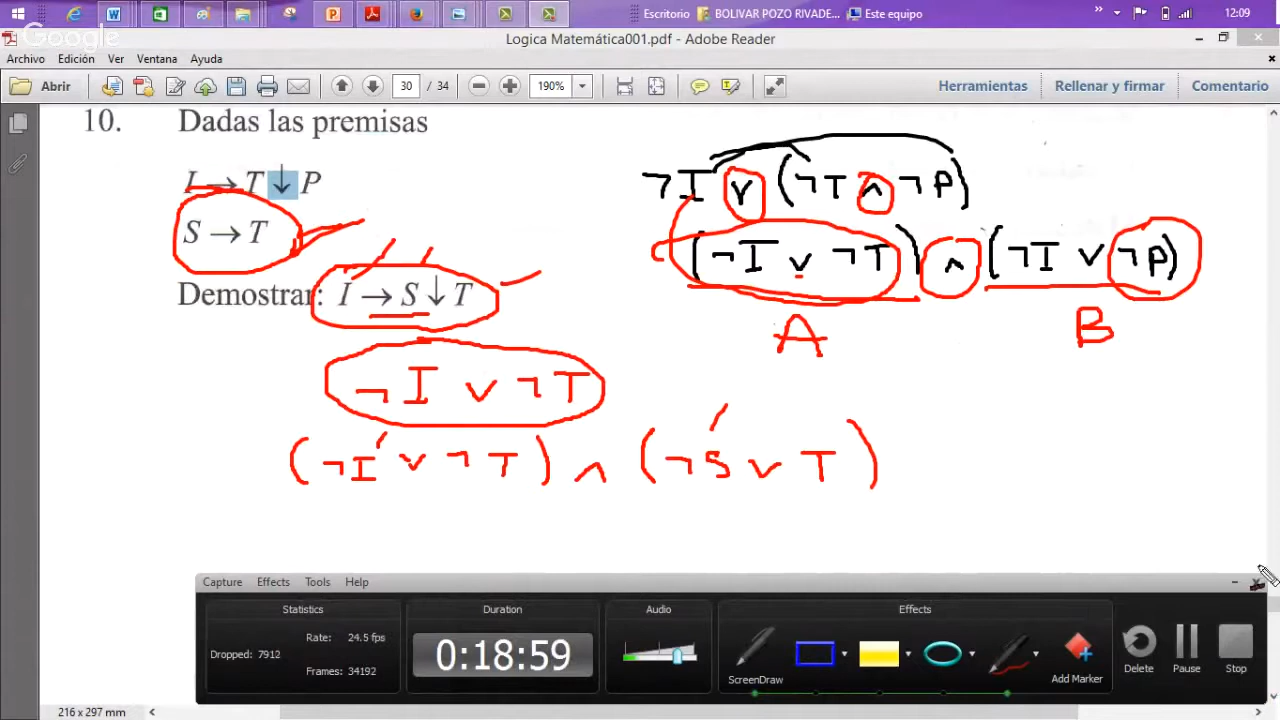 Escritorio
BOLIVAR POZO RIVADE...
Este equipo
»
12:09
Google
Logica Matemática001.pdf - Adobe Reader
Archivo Edición Ver Ventana Ayuda
Abrir
30 / 34
190%
Herramientas
Rellenar y firmar
Comentario
10. Dadas las premisas
I → T ↓ P
S → T
Demostrar: I → S ↓ T
¬I ∨ (¬T ∧ ¬P)
(¬I ∨ ¬T) ∧ (¬I ∨ ¬P)
A B
¬I ∨ ¬T
(¬I ∨ ¬T) ∧ (¬S ∨ T)
Capture Effects Tools Help
Statistics
Duration
Audio
Effects
Dropped: 7912
Rate: 24.5 fps
Frames: 34192
0:18:59
ScreenDraw
Add Marker
Delete
Pause
Stop
216 x 297 mm